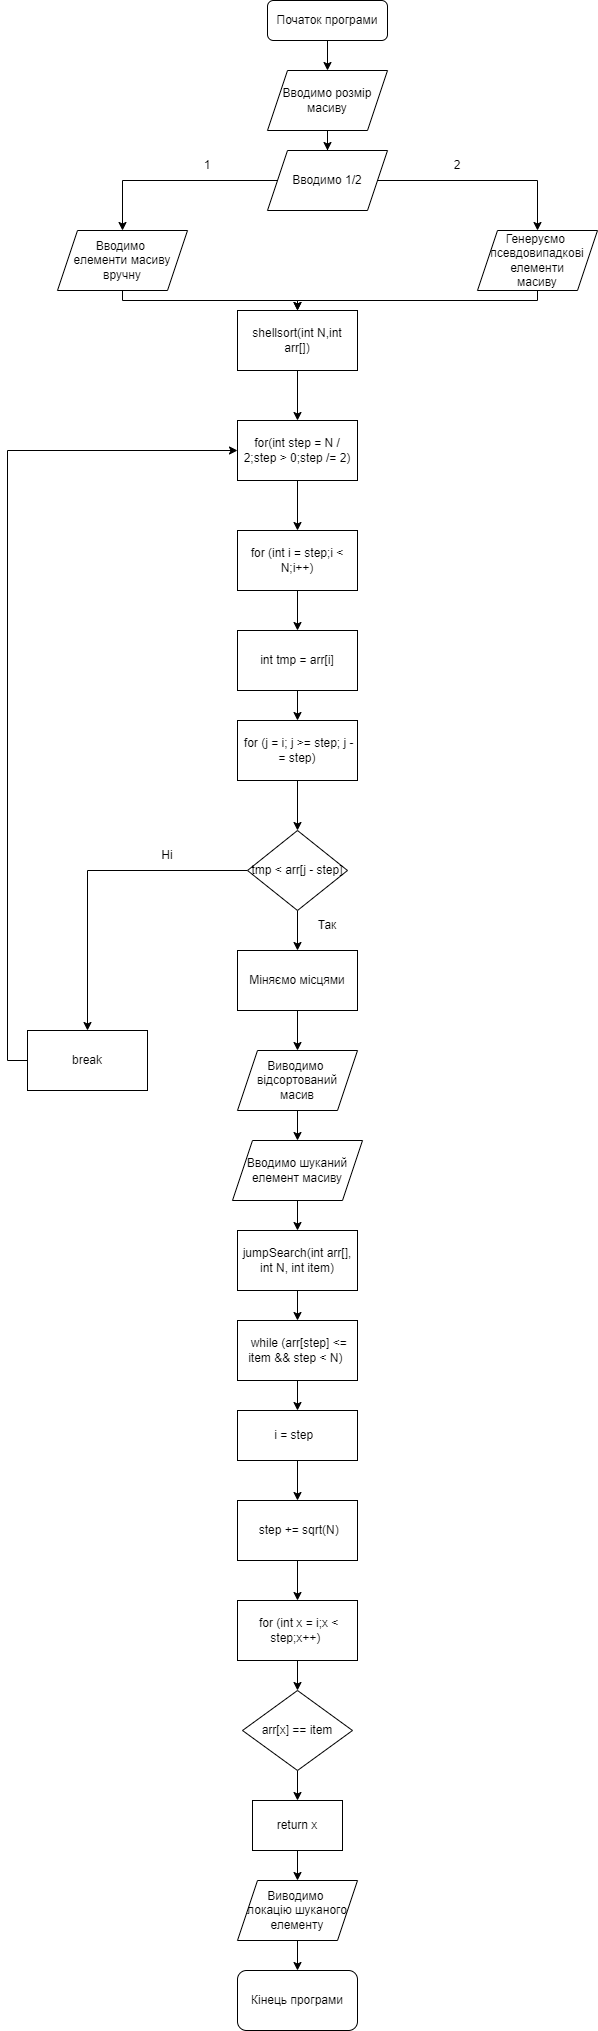 Початок програми
Вводимо розмір
масиву
Вводимо 1/2
1
2
Вводимо
елементи масиву
вручну
Генеруємо
псевдовипадкові
елементи
масиву
shellsort(int N,int
arr[])
for(int step = N /
2;step > 0;step /= 2)
for (int i = step;i <
N;i++)
int tmp = arr[i]
for (j = i; j >= step; j -
= step)
tmp < arr[j - step]
Ні
Так
Міняємо місцями
break
Виводимо
відсортований
масив
Вводимо шуканий
елемент масиву
jumpSearch(int arr[],
int N, int item)
while (arr[step] <=
item && step < N)
i = step
step += sqrt(N)
for (int x = i;x <
step;x++)
arr[x] == item
return x
Виводимо
локацію шуканого
елементу
Кінець програми